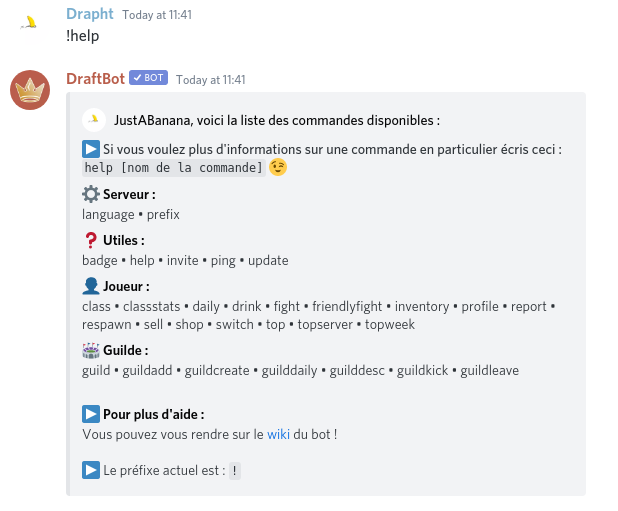 Drapht Today at 11:41
!help
DraftBot BOT Today at 11:41
JustABanana, voici la liste des commandes disponibles :
Si vous voulez plus d'informations sur une commande en particulier écris ceci :
help [nom de la commande]
Serveur :
language • prefix
Utiles :
badge • help • invite • ping • update
Joueur :
class • classstats • daily • drink • fight • friendlyfight • inventory • profile • report •
respawn • sell • shop • switch • top • topserver • topweek
Guilde :
guild • guildadd • guildcreate • guilddaily • guilddesc • guildkick • guildleave
Pour plus d'aide :
Vous pouvez vous rendre sur le wiki du bot !
Le préfixe actuel est : !